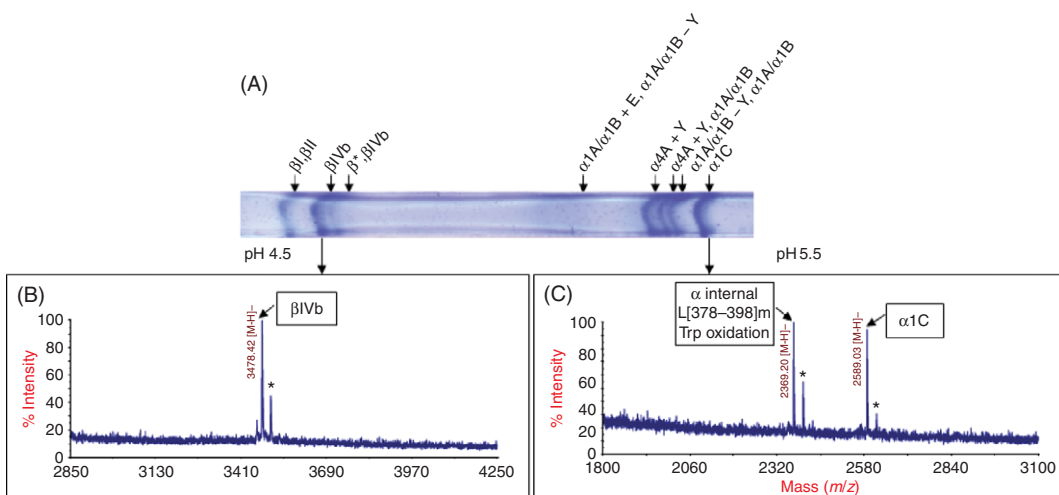 (A)
βI,βII
βIVb
β*,βIVb
α1A/α1B + E, α1A/α1B – Y
α4A + Y
α4A + Y, α1A/α1B
α1A/α1B – Y, α1A/α1B
α1C
pH 4.5
pH 5.5
(B)
βIVb
3478.42 [M-H]–
*
% Intensity
100
80
60
40
20
0
2850 3130 3410 3690 3970 4250
(C)
α internal
L[378–398]m
Trp oxidation
α1C
2369.20 [M-H]–
*
2589.03 [M-H]–
*
% Intensity
100
80
60
40
20
0
1800 2060 2320 2580 2840 3100
Mass (m/z)